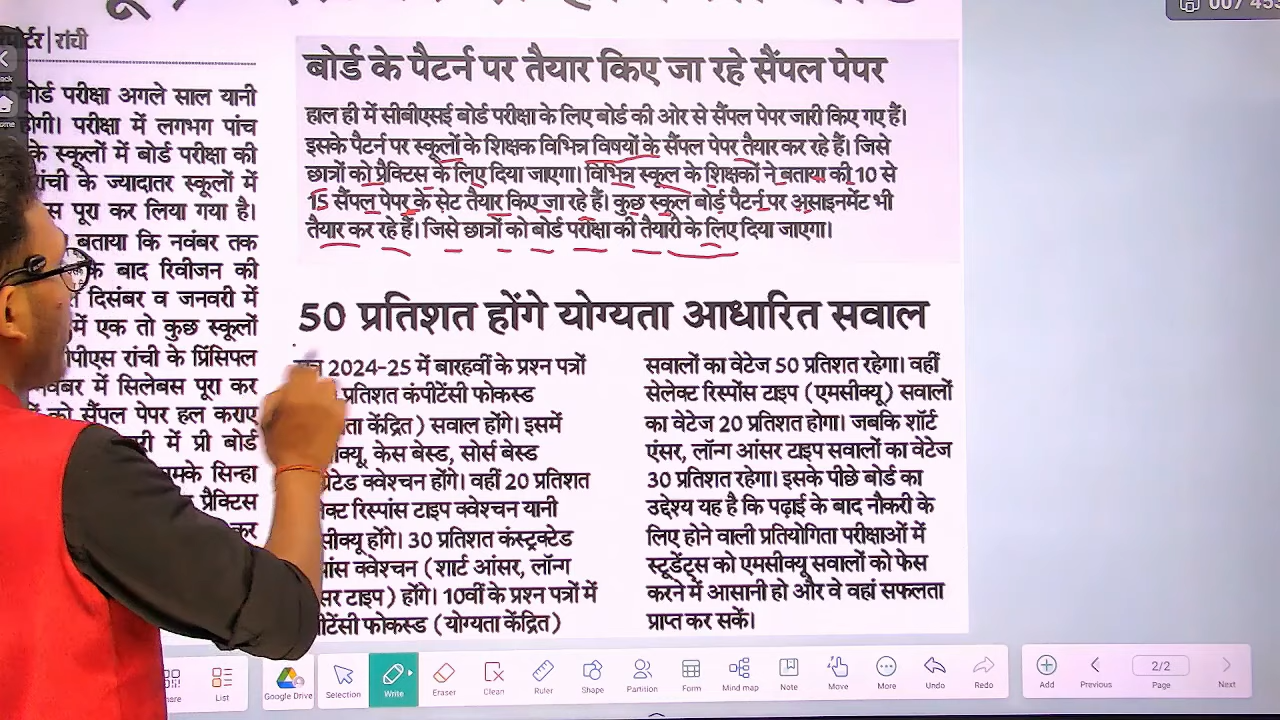 007 453
रांची
बोर्ड के पैटर्न पर तैयार किए जा रहे सैंपल पेपर
बोर्ड परीक्षा अगले साल यानी
होगी। परीक्षा में लगभग पांच
के स्कूलों में बोर्ड परीक्षा की
रांची के ज्यादातर स्कूलों में
स पूरा कर लिया गया है।
बताया कि नवंबर तक
के बाद रिवीजन की
दिसंबर व जनवरी में
में एक तो कुछ स्कूलों
पीएस रांची के प्रिंसिपल
नवंबर में सिलेबस पूरा कर
को सैंपल पेपर हल कराए
री में प्री बोर्ड
सिन्हा
प्रैक्टिस
कर
हाल ही में सीबीएसई बोर्ड परीक्षा के लिए बोर्ड की ओर से सैंपल पेपर जारी किए गए हैं।
इसके पैटर्न पर स्कूलों के शिक्षक विभिन्न विषयों के सैंपल पेपर तैयार कर रहे हैं। जिसे
छात्रों को प्रैक्टिस के लिए दिया जाएगा। विभिन्न स्कूल के शिक्षकों ने बताया की 10 से
15 सैंपल पेपर के सेट तैयार किए जा रहे हैं। कुछ स्कूल बोर्ड पैटर्न पर असाइनमेंट भी
तैयार कर रहे हैं। जिसे छात्रों को बोर्ड परीक्षा की तैयारी के लिए दिया जाएगा।
50 प्रतिशत होंगे योग्यता आधारित सवाल
2024-25 में बारहवीं के प्रश्न पत्रों
प्रतिशत कंपीटेंसी फोकस्ड
ता केंद्रित) सवाल होंगे। इसमें
क्यू, केस बेस्ड, सोर्स बेस्ड
ग्रेटेड क्वेश्चन होंगे। वहीं 20 प्रतिशत
क्ट रिस्पांस टाइप क्वेश्चन यानी
सीक्यू होंगे। 30 प्रतिशत कंस्ट्रक्टेड
पांस क्वेश्चन (शार्ट आंसर, लॉन्ग
सर टाइप) होंगे। 10वीं के प्रश्न पत्रों में
पीटेंसी फोकस्ड (योग्यता केंद्रित)
सवालों का वेटेज 50 प्रतिशत रहेगा। वहीं
सेलेक्ट रिस्पोंस टाइप (एमसीक्यू) सवालों
का वेटेज 20 प्रतिशत होगा। जबकि शॉर्ट
एंसर, लॉन्ग आंसर टाइप सवालों का वेटेज
30 प्रतिशत रहेगा। इसके पीछे बोर्ड का
उद्देश्य यह है कि पढ़ाई के बाद नौकरी के
लिए होने वाली प्रतियोगिता परीक्षाओं में
स्टूडेंट्स को एमसीक्यू सवालों को फेस
करने में आसानी हो और वे वहां सफलता
प्राप्त कर सकें।
List Google Drive Selection Write Eraser Clean Ruler Shape Partition Form Mind map Note Move More Undo Redo Add Previous 2/2 Page Next